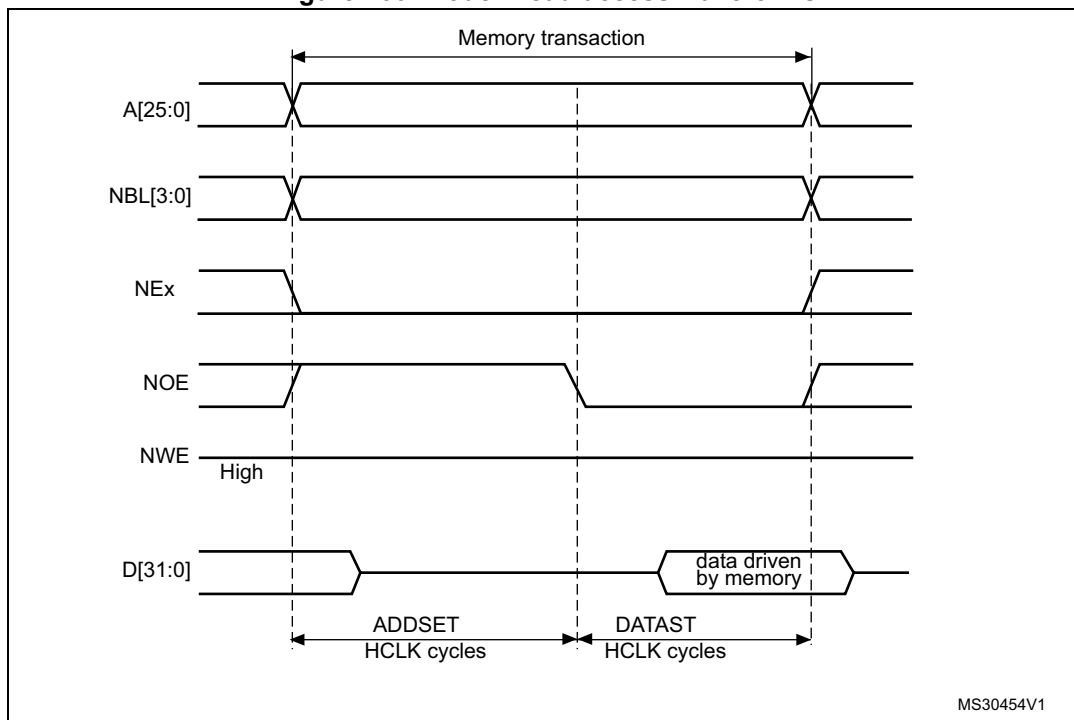 Memory transaction
A[25:0]
NBL[3:0]
NEx
NOE
NWE
High
D[31:0]
data driven
by memory
ADDSET
HCLK cycles
DATAST
HCLK cycles
MS30454V1